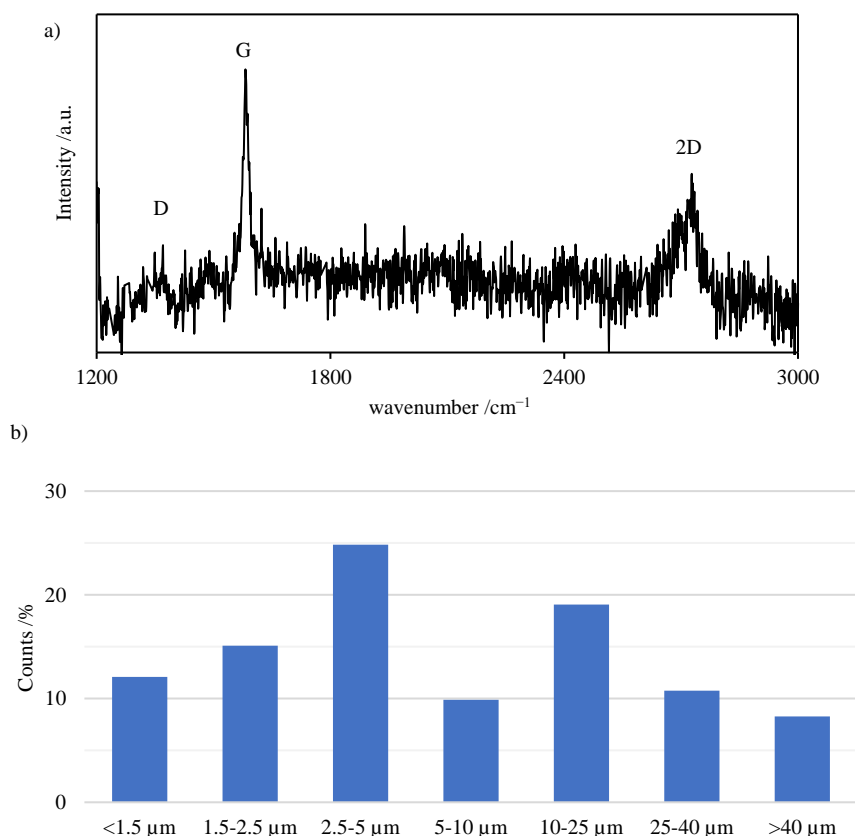 a)
G
2D
D
Intensity /a.u.
1200 1800 2400 3000
wavenumber /cm⁻¹
b)
30
20
10
0
Counts /%
<1.5 µm 1.5-2.5 µm 2.5-5 µm 5-10 µm 10-25 µm 25-40 µm >40 µm